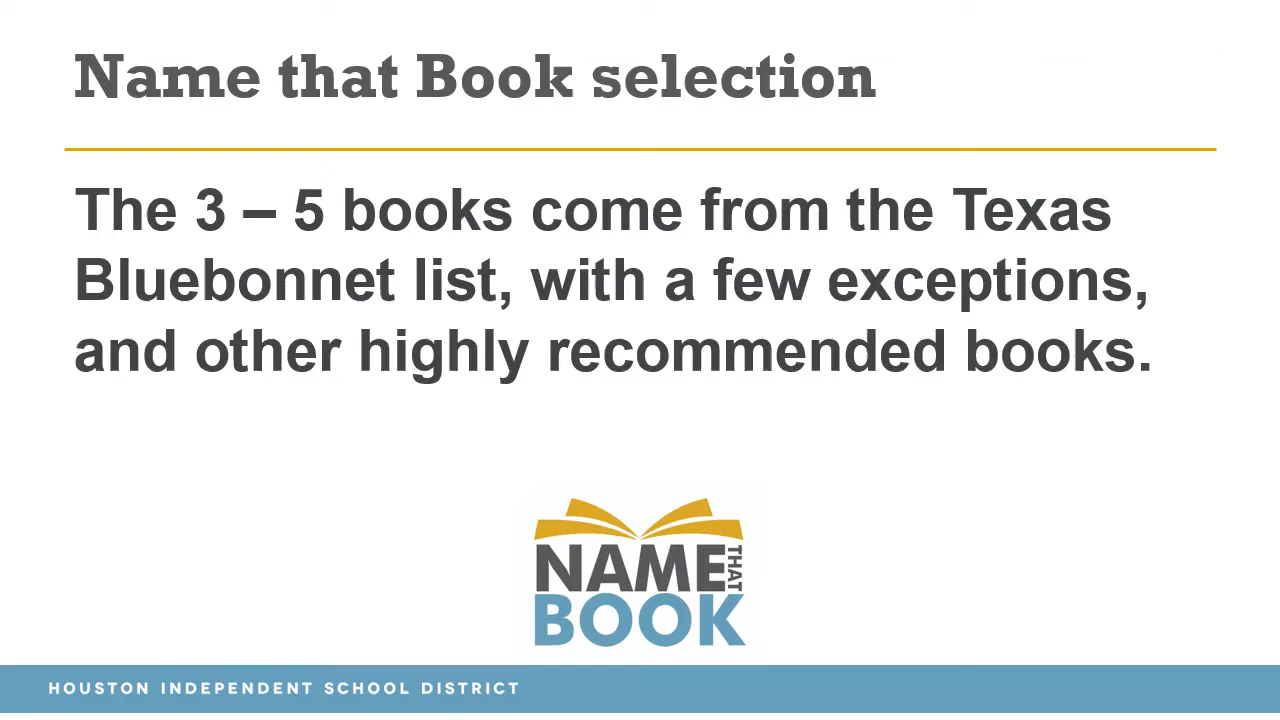 Name that Book selection
The 3 – 5 books come from the Texas
Bluebonnet list, with a few exceptions,
and other highly recommended books.
NAME THAT
BOOK
HOUSTON INDEPENDENT SCHOOL DISTRICT